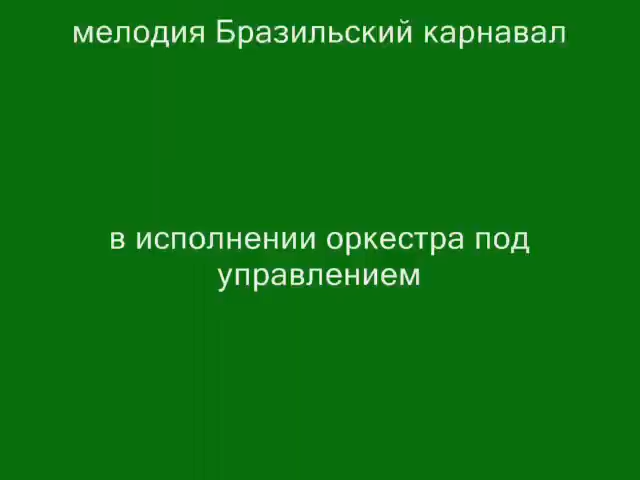 мелодия Бразильский карнавал
в исполнении оркестра под
управлением